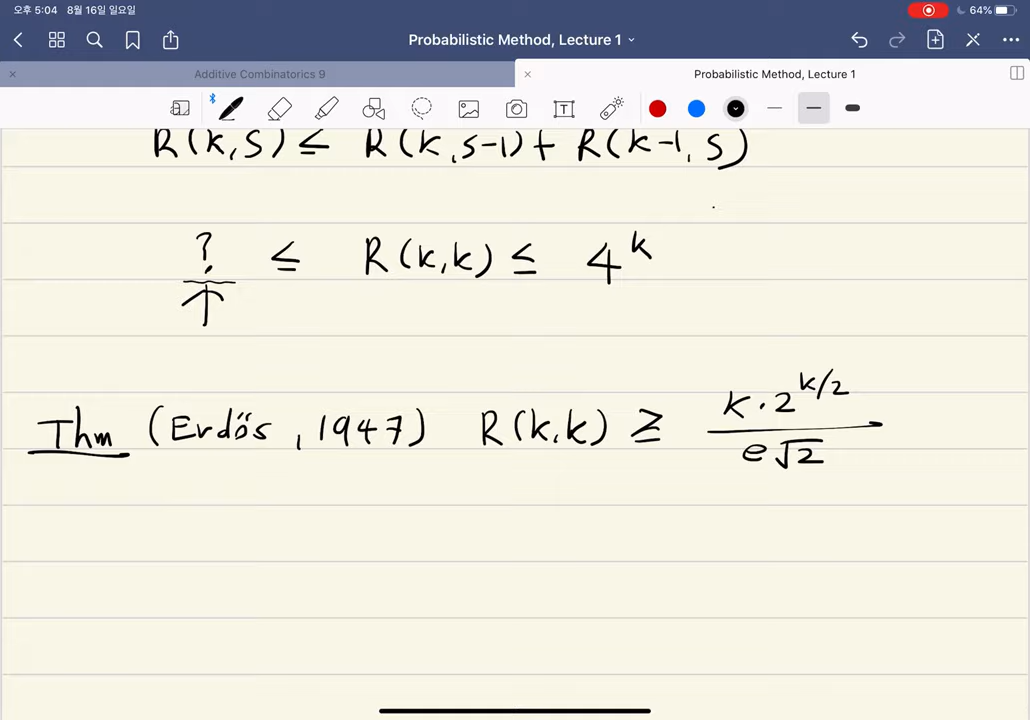 오후 5:04 8월 16일 일요일 64%
Probabilistic Method, Lecture 1
Additive Combinatorics 9
Probabilistic Method, Lecture 1
R(k,s) ≤ R(k,s-1) + R(k-1,s)
? ≤ R(k,k) ≤ 4^k
↑
Thm (Erdős, 1947) R(k,k) ≥ k·2^{k/2} / e√2